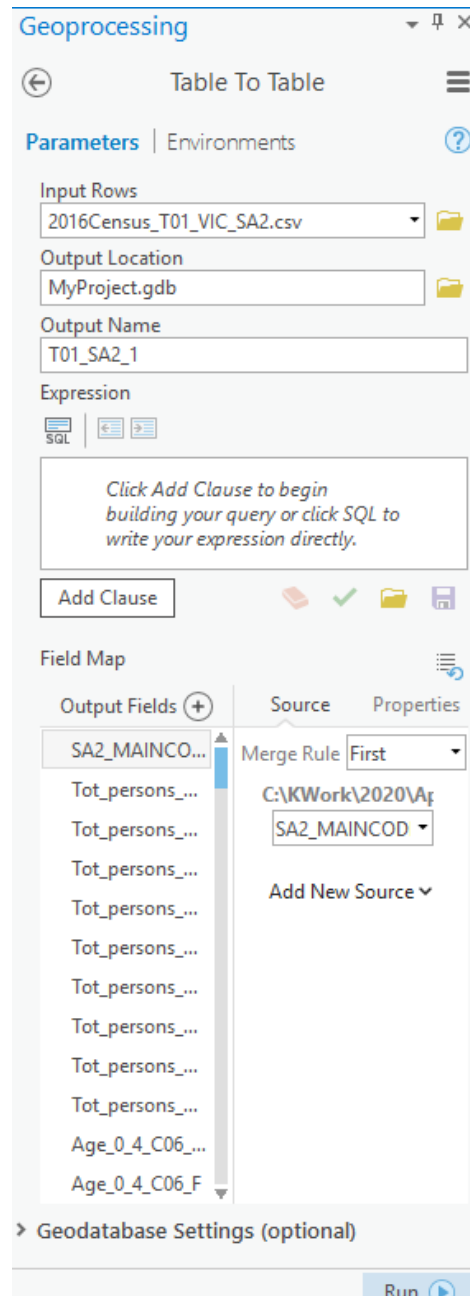 Geoprocessing
Table To Table
Parameters | Environments
Input Rows
2016Census_T01_VIC_SA2.csv
Output Location
MyProject.gdb
Output Name
T01_SA2_1
Expression
SQL
Click Add Clause to begin
building your query or click SQL to
write your expression directly.
Add Clause
Field Map
Output Fields
SA2_MAINCO...
Tot_persons_...
Tot_persons_...
Tot_persons_...
Tot_persons_...
Tot_persons_...
Tot_persons_...
Tot_persons_...
Tot_persons_...
Tot_persons_...
Age_0_4_C06_...
Age_0_4_C06_F
Source Properties
Merge Rule First
C:\KWork\2020\Ap
SA2_MAINCOD
Add New Source
Geodatabase Settings (optional)
Run